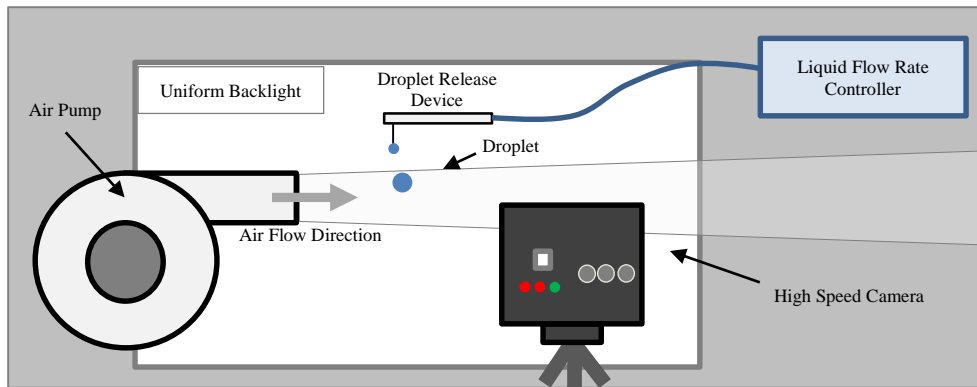 Uniform Backlight
Droplet Release
Device
Liquid Flow Rate
Controller
Air Pump
Droplet
Air Flow Direction
High Speed Camera